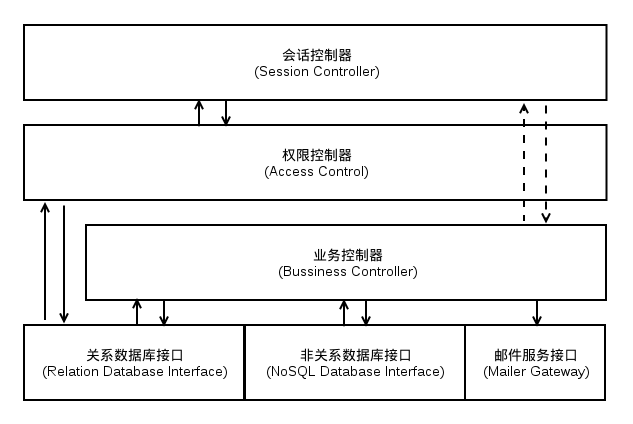 会话控制器
(Session Controller)
权限控制器
(Access Control)
业务控制器
(Bussiness Controller)
关系数据库接口
(Relation Database Interface)
非关系数据库接口
(NoSQL Database Interface)
邮件服务接口
(Mailer Gateway)